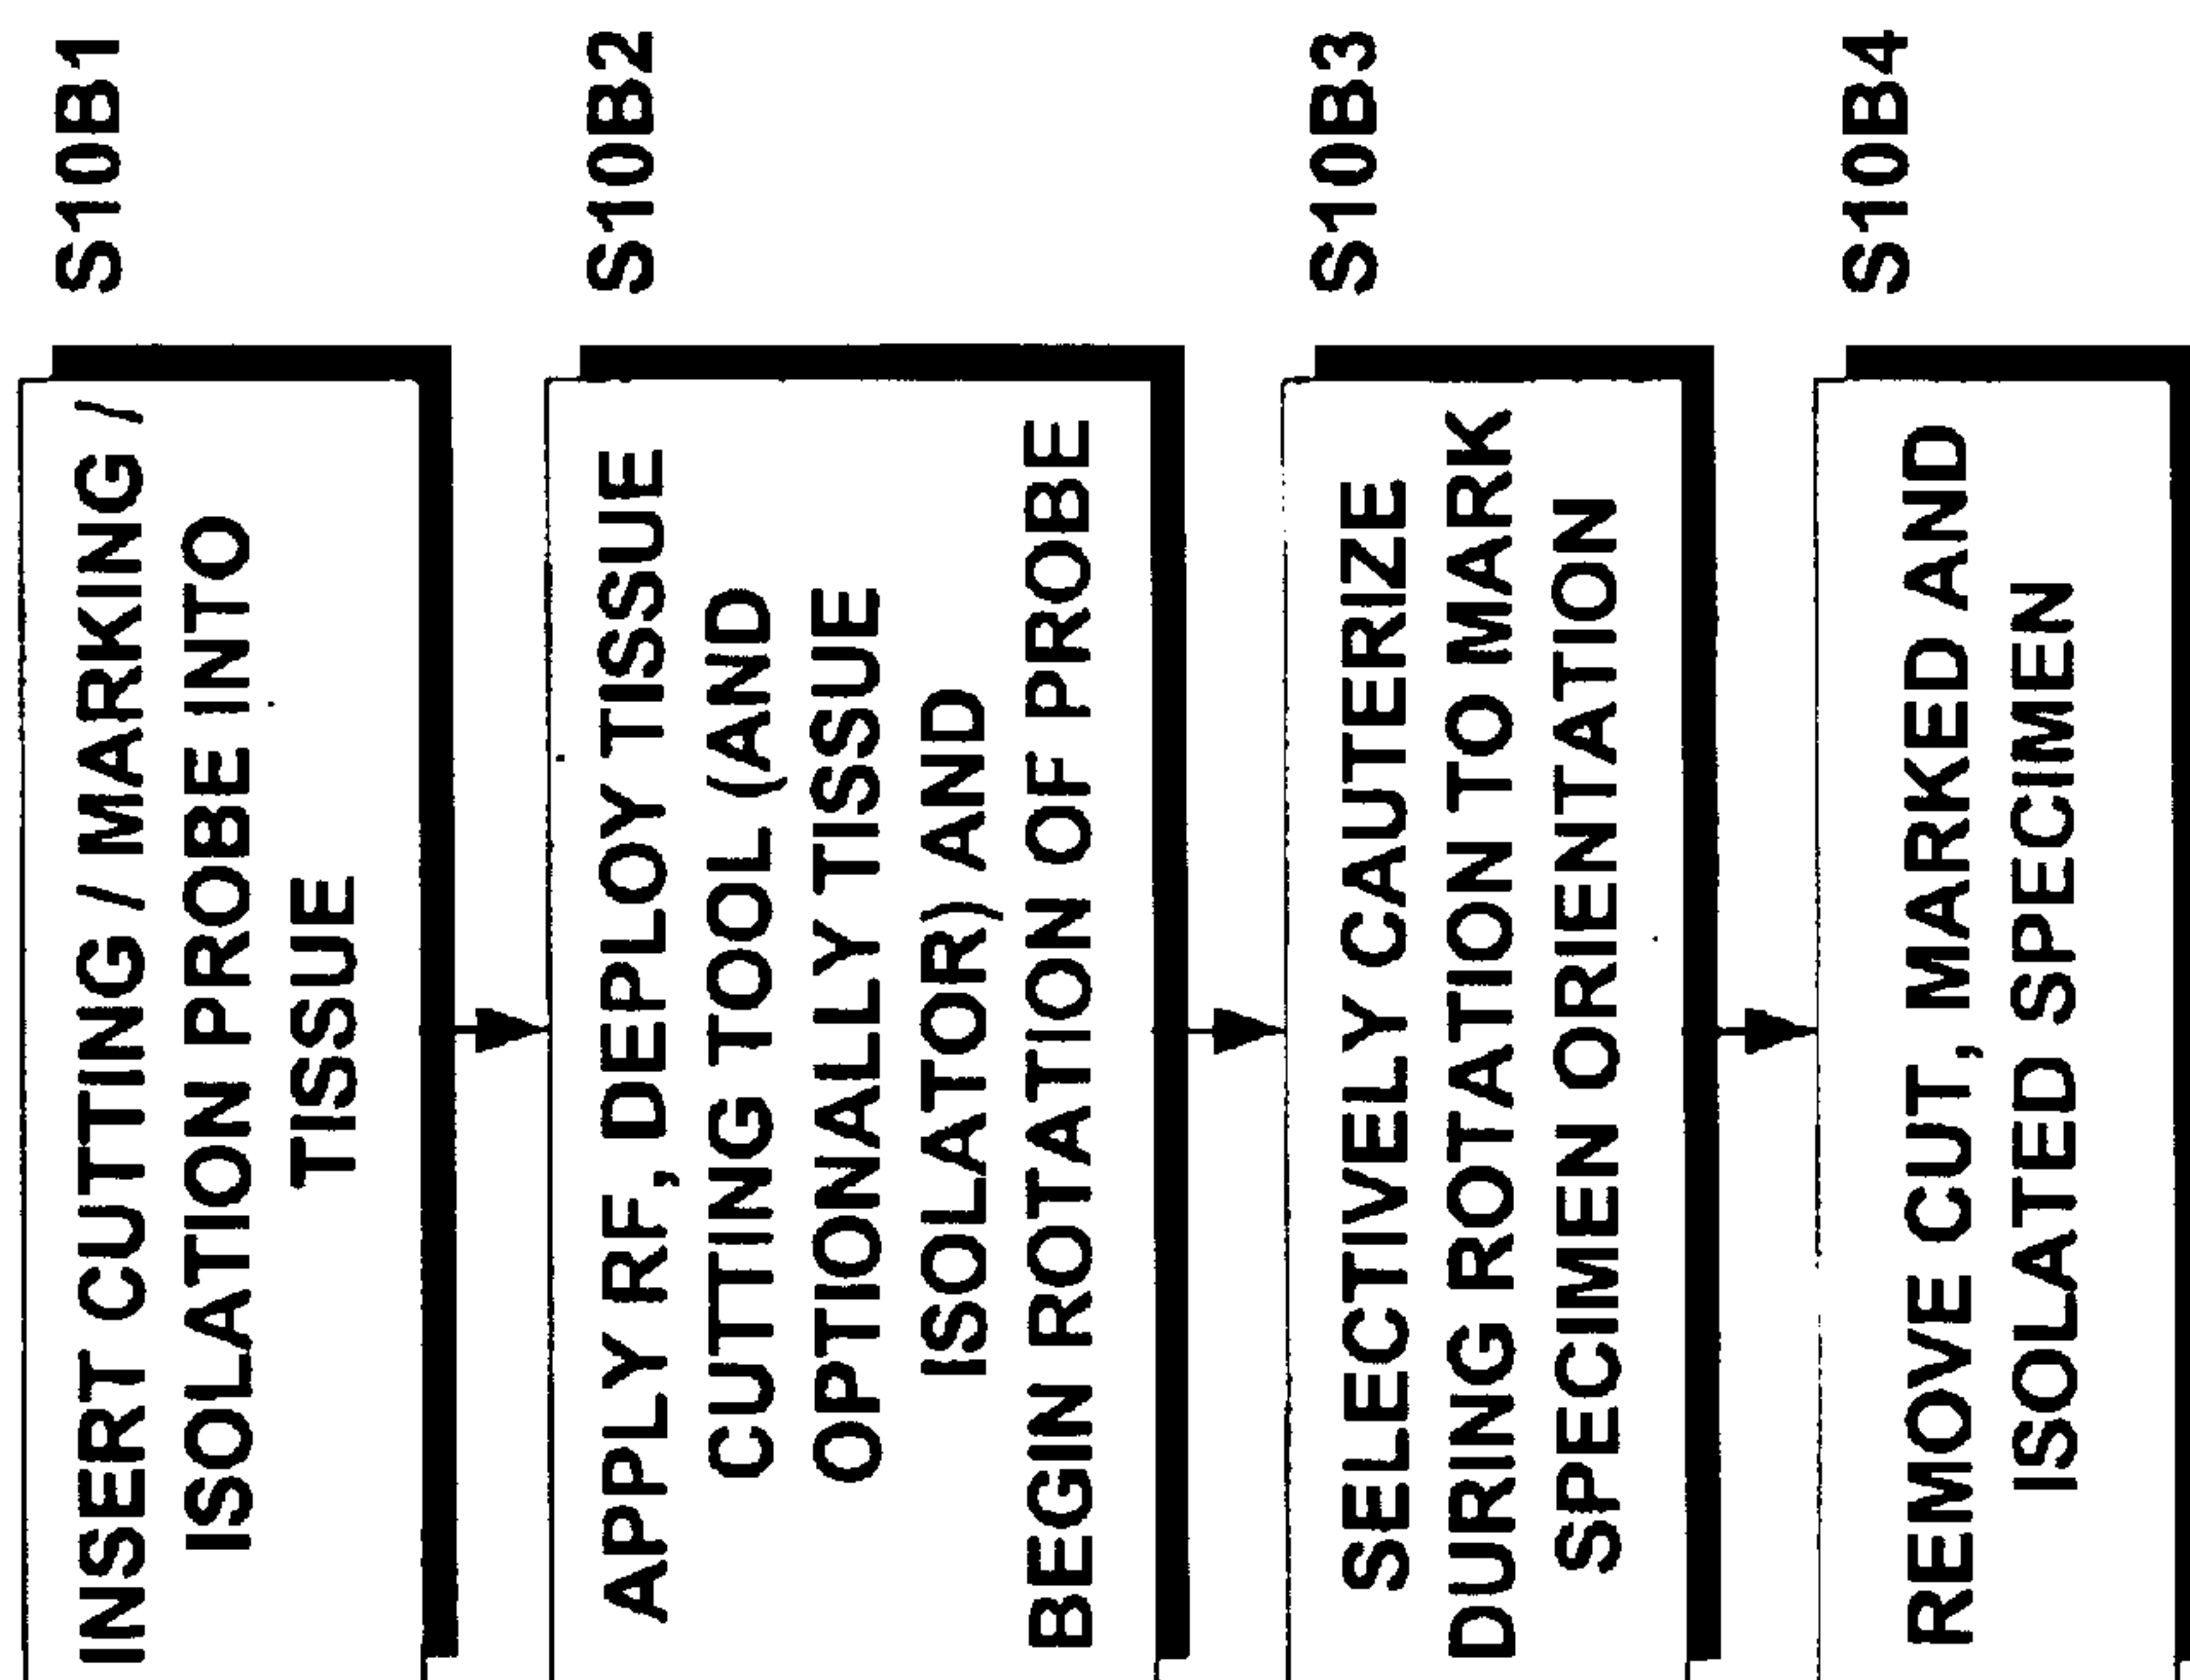 INSERT CUTTING / MARKING /
ISOLATION PROBE INTO
TISSUE
S10B1
APPLY RF, DEPLOY TISSUE
CUTTING TOOL (AND
OPTIONALLY TISSUE
ISOLATOR) AND
BEGIN ROTATION OF PROBE
S10B2
SELECTIVELY CAUTERIZE
DURING ROTATION TO MARK
SPECIMEN ORIENTATION
S10B3
REMOVE CUT, MARKED AND
ISOLATED SPECIMEN
S10B4